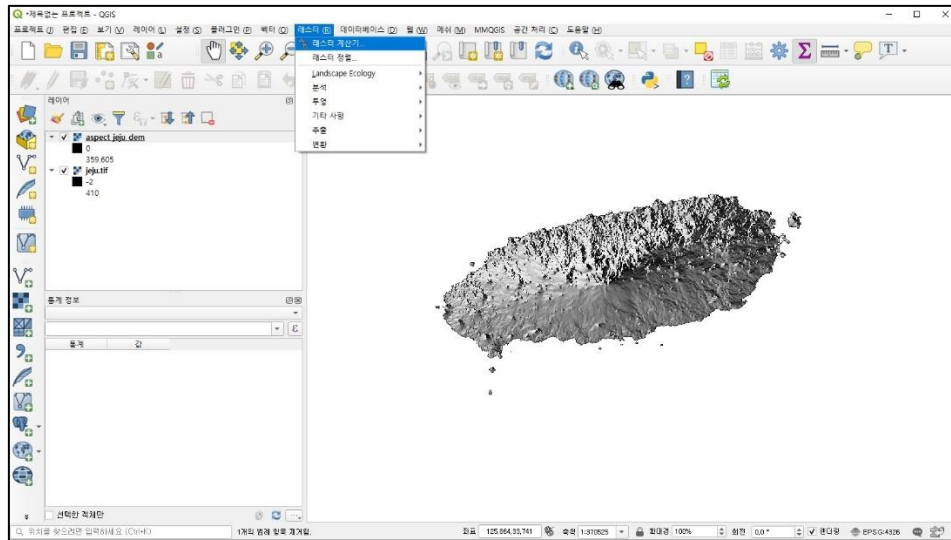 *제목없는 프로젝트 - QGIS
프로젝트 (J) 편집 (E) 보기 (V) 레이어 (L) 설정 (S) 플러그인 (P) 벡터 (O) 래스터 (R) 데이터베이스 (D) 웹 (W) 메쉬 (M) MMQGIS 공간 처리 (C) 도움말 (H)
래스터 계산기...
래스터 정렬...
Landscape Ecology
분석
투영
기타 사항
추출
변환
레이어
aspect_jeju_dem
0
359.605
jeju.tif
-2
410
통계 정보
ε
통계 값
선택한 객체만
위치를 찾으려면 입력하세요 (Ctrl+K)
1개의 범례 항목 제거됨.
좌표 125.864,33.741 축척 1:370525 확대경 100% 회전 0.0° 렌더링 EPSG:4326